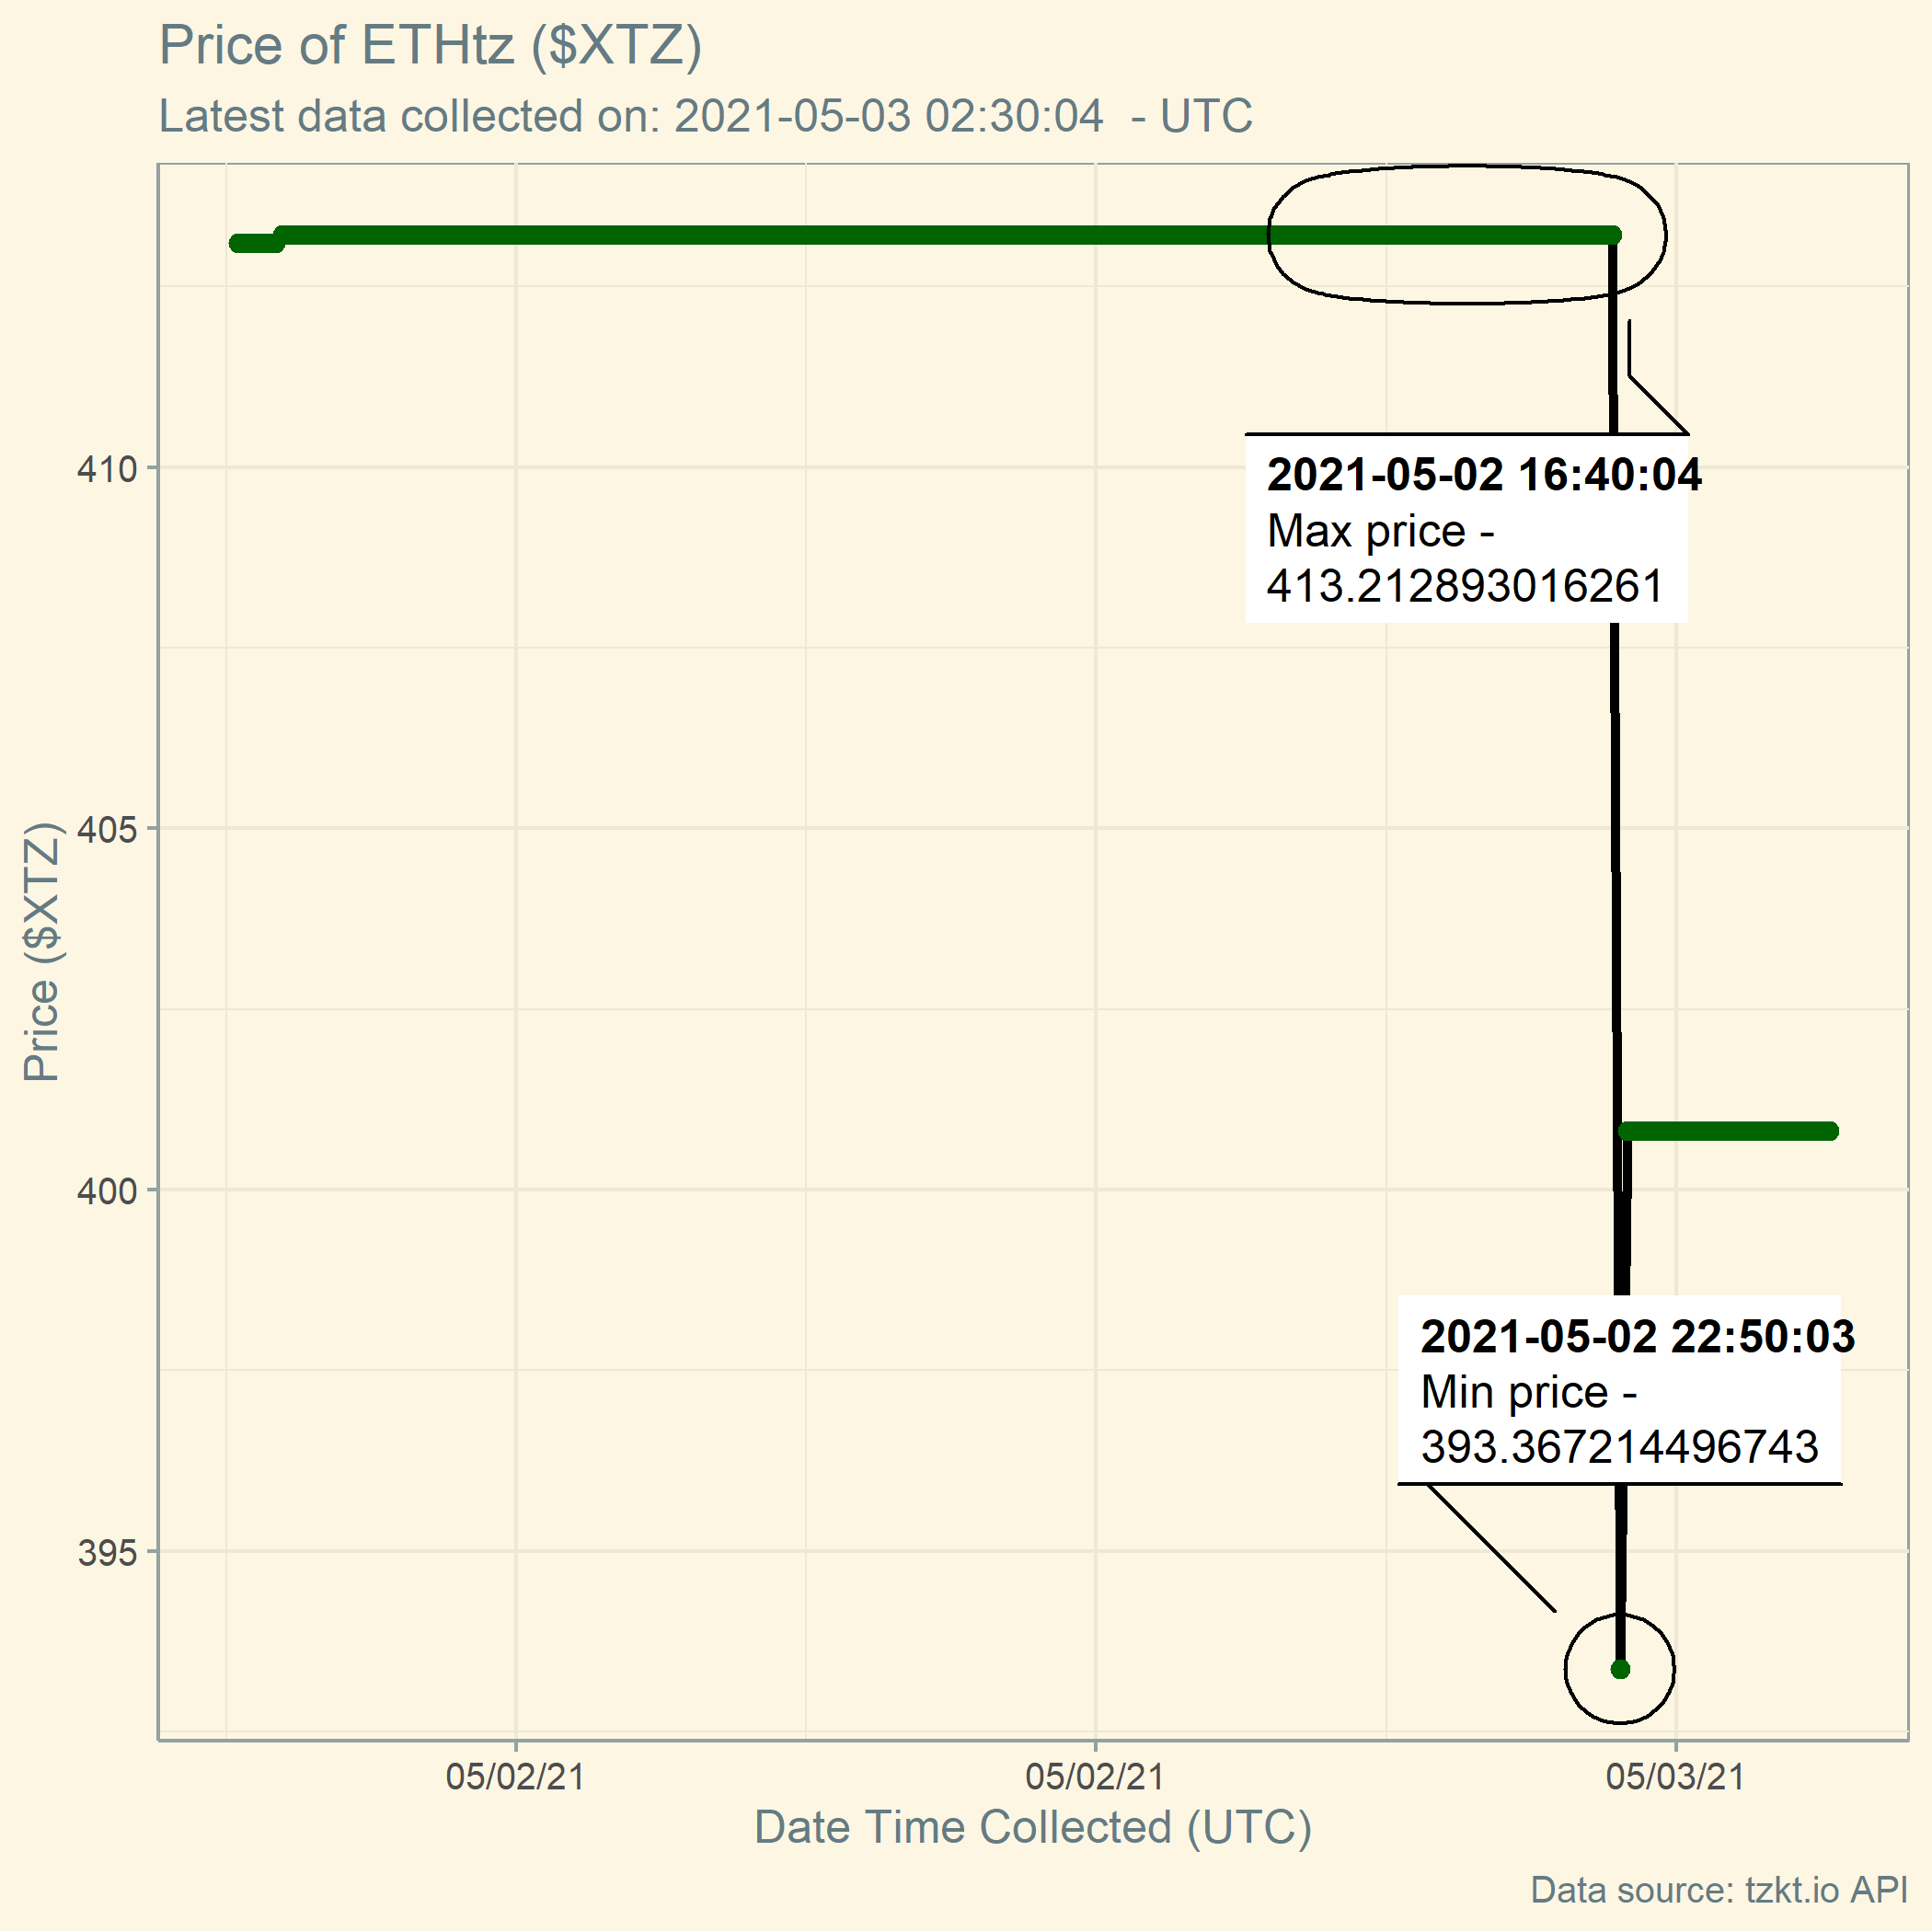 Price of ETHtz ($XTZ)
Latest data collected on: 2021-05-03 02:30:04  - UTC
2021-05-02 16:40:04
Max price -
413.212893016261
2021-05-02 22:50:03
Min price -
393.367214496743
410
405
400
395
Price ($XTZ)
05/02/21
05/02/21
05/03/21
Date Time Collected (UTC)
Data source: tzkt.io API